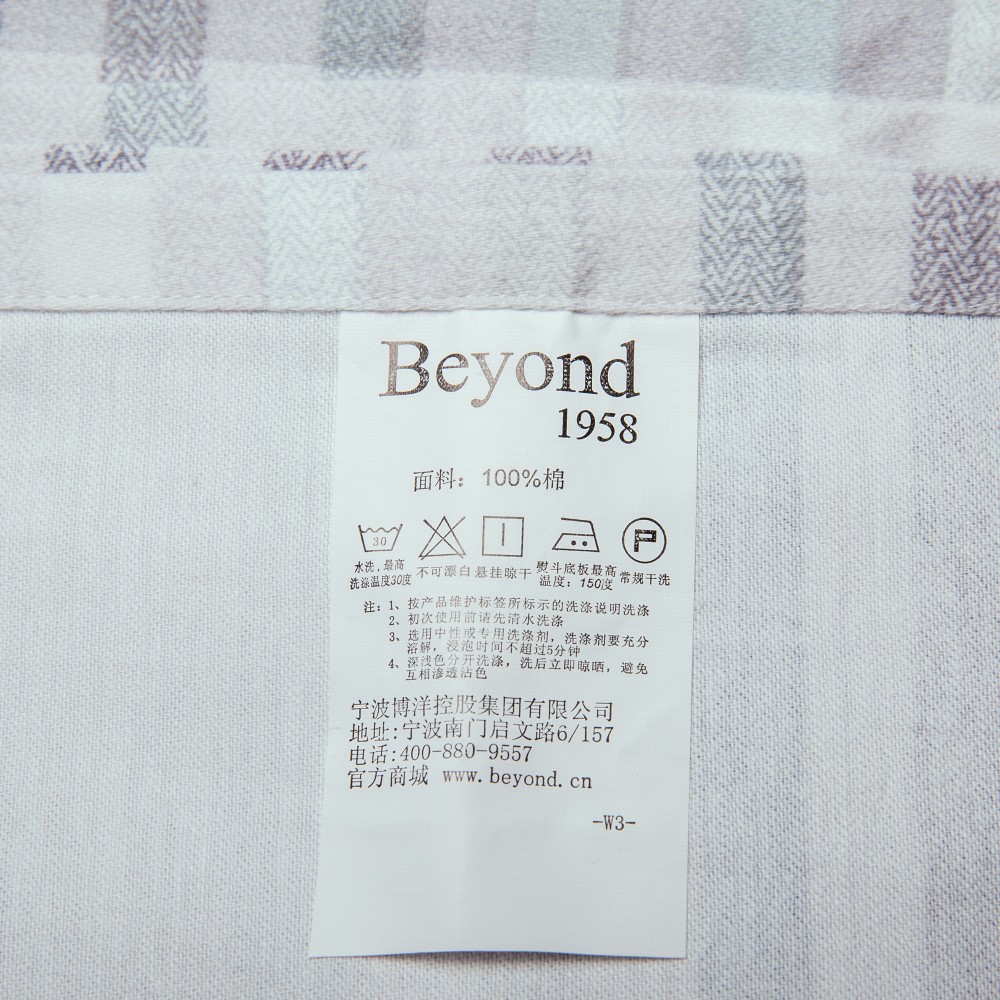 Beyond
1958
面料：100%棉
30
P
水洗，最高
洗涤温度30度
不可漂白
悬挂晾干
熨斗底板最高
温度：150度
常规干洗
注：1、按产品维护标签所标示的洗涤说明洗涤
2、初次使用前请先清水洗涤
3、选用中性或专用洗涤剂，洗涤剂要充分
溶解，浸泡时间不超过5分钟
4、深浅色分开洗涤，洗后立即晾晒，避免
互相渗透沾色
宁波博洋控股集团有限公司
地址:宁波南门启文路6/157
电话:400-880-9557
官方商城 www.beyond.cn
-W3-